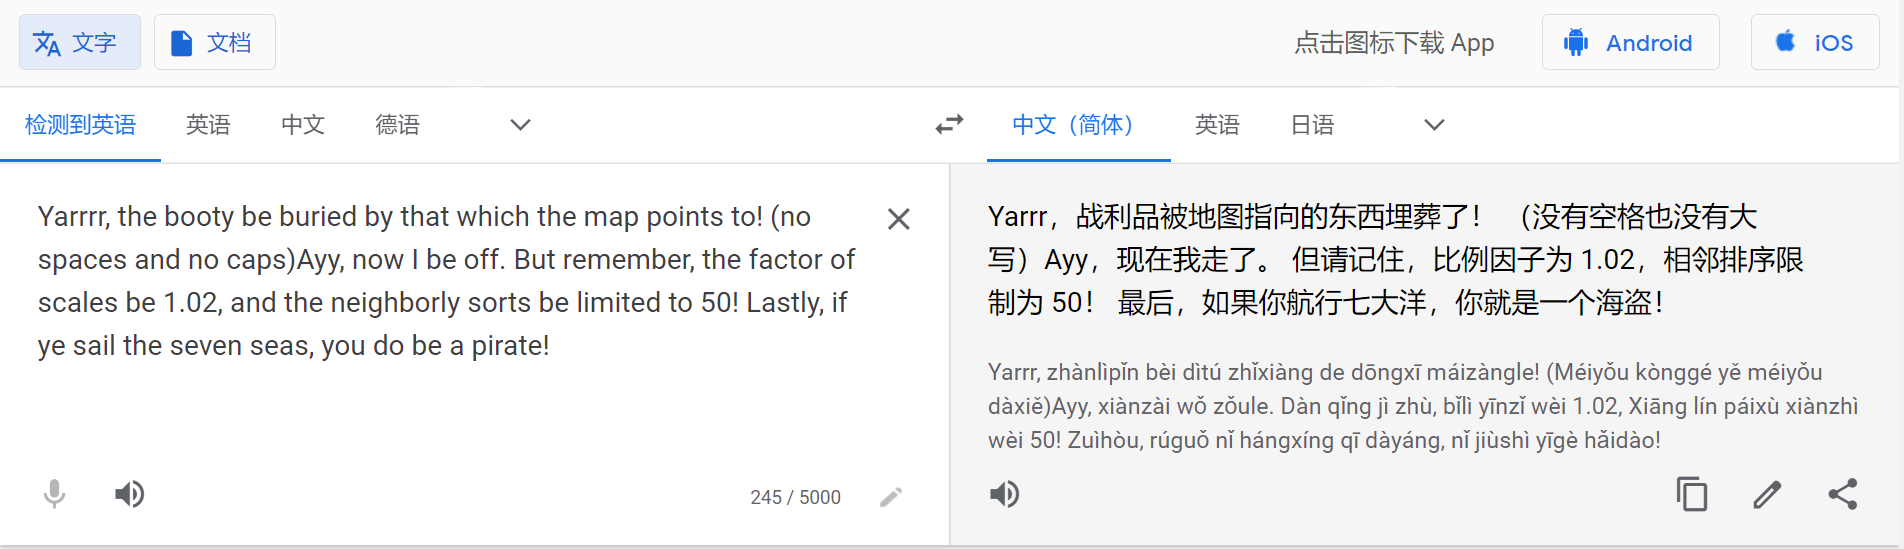 文字
文档
点击图标下载 App
Android
iOS
检测到英语
英语
中文
德语
中文（简体）
英语
日语
Yarrrr, the booty be buried by that which the map points to! (no
spaces and no caps)Ayy, now I be off. But remember, the factor of
scales be 1.02, and the neighborly sorts be limited to 50! Lastly, if
ye sail the seven seas, you do be a pirate!
245 / 5000
Yarrr，战利品被地图指向的东西埋葬了！ （没有空格也没有大
写）Ayy，现在我走了。 但请记住，比例因子为 1.02，相邻排序限
制为 50！ 最后，如果你航行七大洋，你就是一个海盗！
Yarrr, zhànlìpǐn bèi dìtú zhǐxiàng de dōngxī máizàngle! (Méiyǒu kònggé yě méiyǒu
dàxiě)Ayy, xiànzài wǒ zǒule. Dàn qǐng jì zhù, bǐlì yīnzǐ wèi 1.02, Xiāng lín páixù xiànzhì
wèi 50! Zuìhòu, rúguǒ nǐ hángxíng qī dàyáng, nǐ jiùshì yīgè hǎidào!